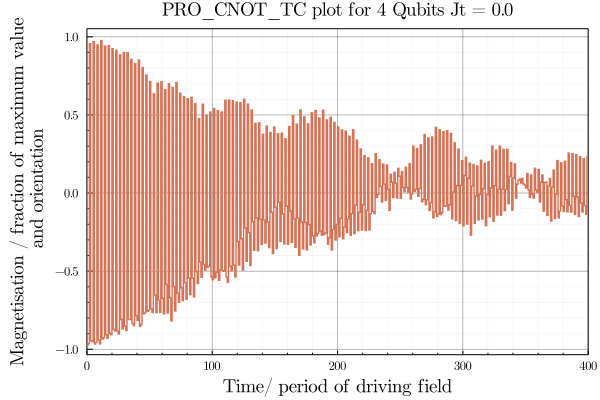 PRO_CNOT_TC plot for 4 Qubits Jt = 0.0
Magnetisation / fraction of maximum value
and orientation
1.0
0.5
0.0
−0.5
−1.0
0 100 200 300 400
Time/ period of driving field